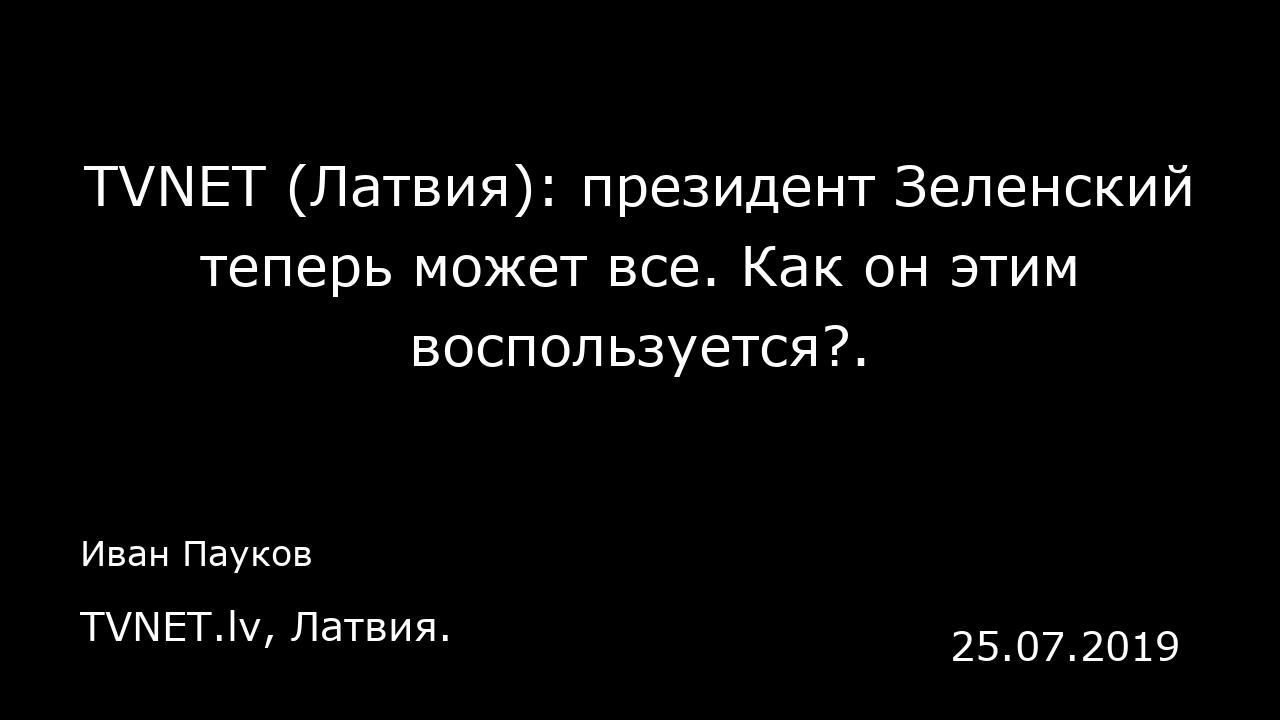 TVNET (Латвия): президент Зеленский
теперь может все. Как он этим
воспользуется?.
Иван Пауков
TVNET.lv, Латвия.
25.07.2019